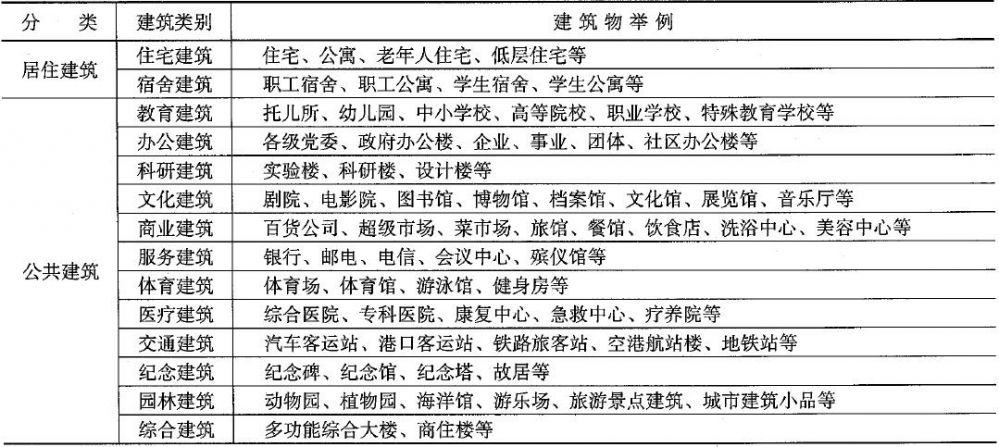 分 类 建筑类别 建筑物举例
居住建筑
住宅建筑 住宅、公寓、老年人住宅、低层住宅等
宿舍建筑 职工宿舍、职工公寓、学生宿舍、学生公寓等
公共建筑
教育建筑 托儿所、幼儿园、中小学校、高等院校、职业学校、特殊教育学校等
办公建筑 各级党委、政府办公楼、企业、事业、团体、社区办公楼等
科研建筑 实验楼、科研楼、设计楼等
文化建筑 剧院、电影院、图书馆、博物馆、档案馆、文化馆、展览馆、音乐厅等
商业建筑 百货公司、超级市场、菜市场、旅馆、餐馆、饮食店、洗浴中心、美容中心等
服务建筑 银行、邮电、电信、会议中心、殡仪馆等
体育建筑 体育场、体育馆、游泳馆、健身房等
医疗建筑 综合医院、专科医院、康复中心、急救中心、疗养院等
交通建筑 汽车客运站、港口客运站、铁路旅客站、空港航站楼、地铁站等
纪念建筑 纪念碑、纪念馆、纪念塔、故居等
园林建筑 动物园、植物园、海洋馆、游乐场、旅游景点建筑、城市建筑小品等
综合建筑 多功能综合大楼、商住楼等